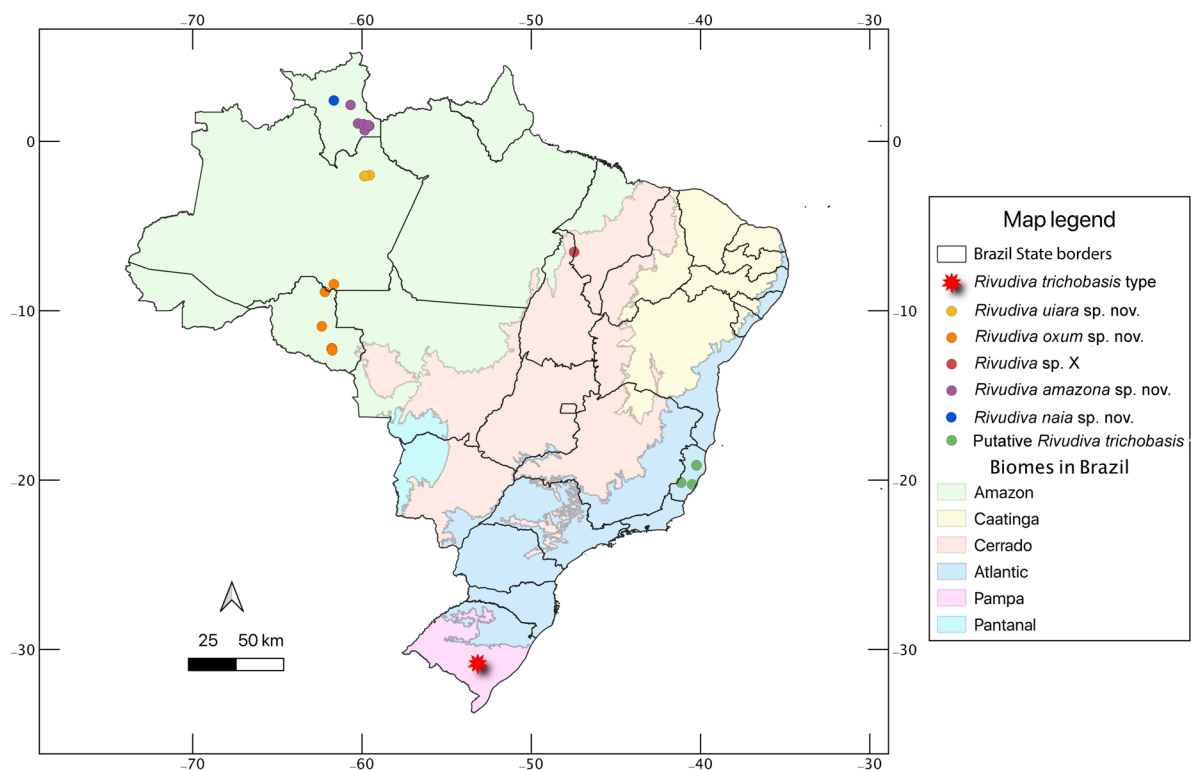 −70 −60 −50 −40 −30
0 0
−10 −10
−20 −20
−30 −30
−70 −60 −50 −40 −30
25 50 km
Map legend
Brazil State borders
Rivudiva trichobasis type
Rivudiva uiara sp. nov.
Rivudiva oxum sp. nov.
Rivudiva sp. X
Rivudiva amazona sp. nov.
Rivudiva naia sp. nov.
Putative Rivudiva trichobasis
Biomes in Brazil
Amazon
Caatinga
Cerrado
Atlantic
Pampa
Pantanal